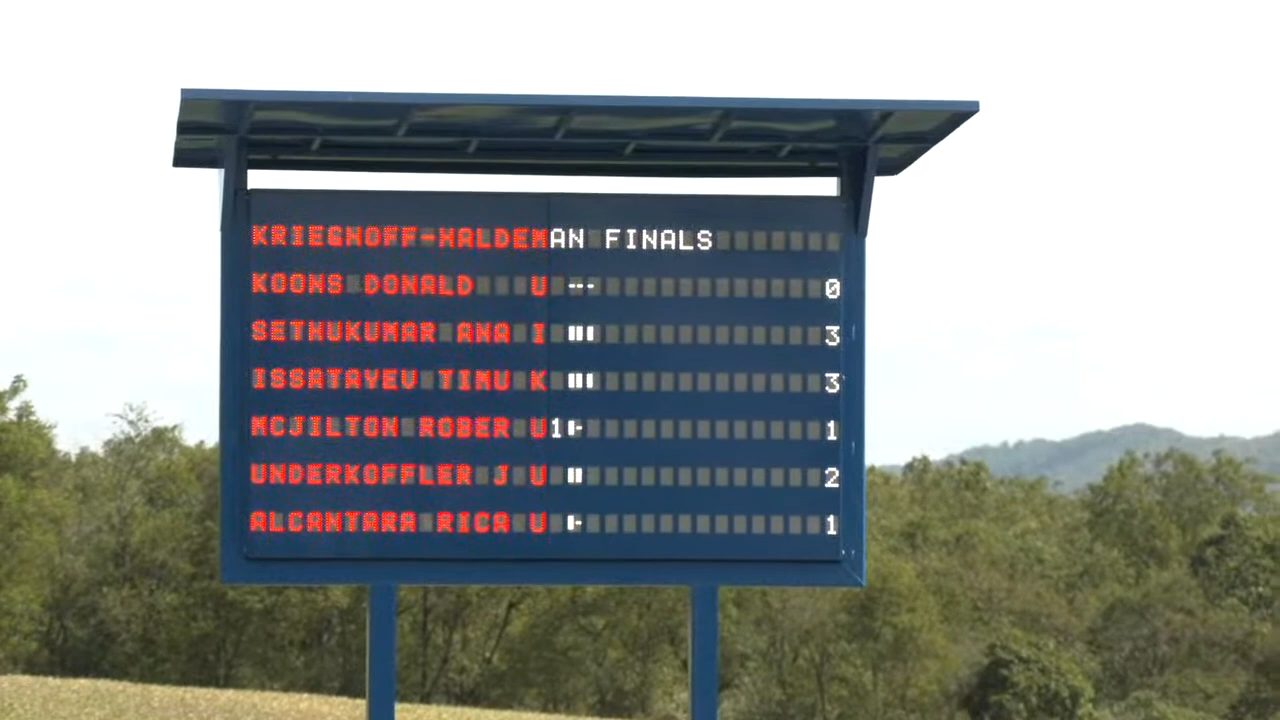 KRIEGHOFF-HALDEMAN FINALS
KOONS DONALD U --- 0
SETHUKUMAR ANA I ▮▮▮ 3
ISSATAYEV TIMU K ▮▮▮ 3
MCJILTON ROBER U1 ▮- 1
UNDERKOFFLER J U ▮▮ 2
ALCANTARA RICA U ▮- 1